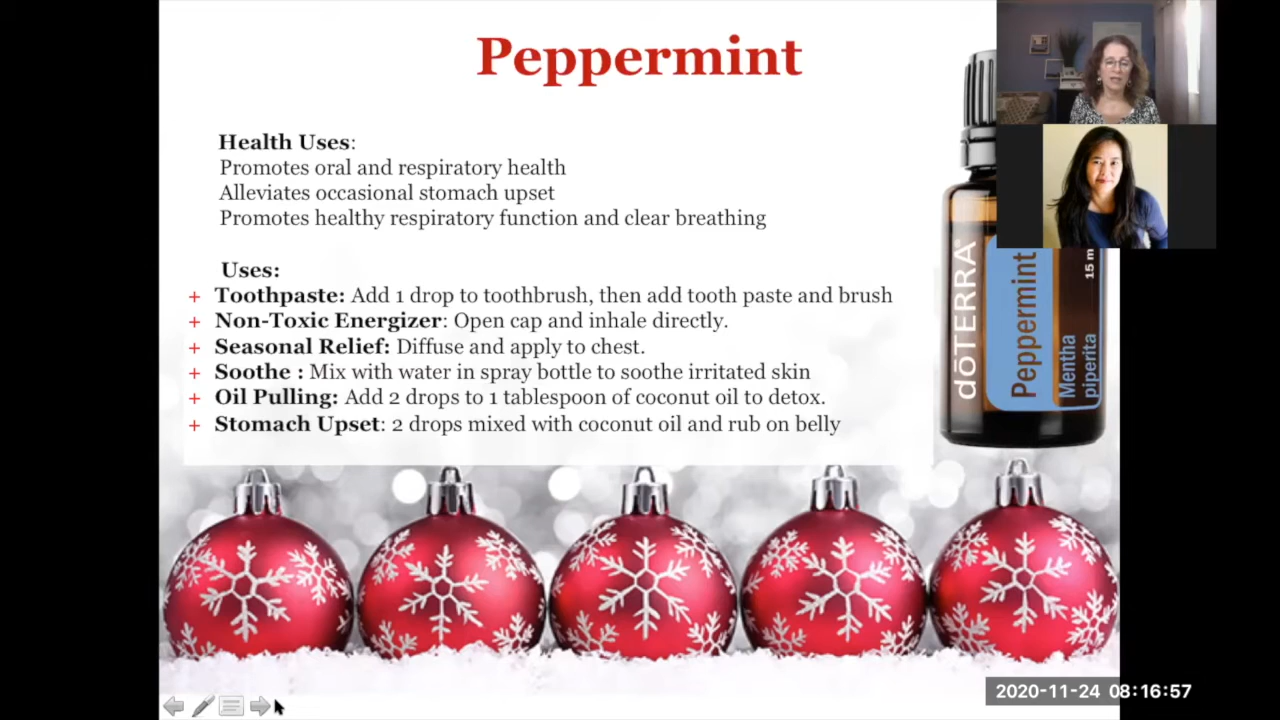 Peppermint
Health Uses:
Promotes oral and respiratory health
Alleviates occasional stomach upset
Promotes healthy respiratory function and clear breathing
Uses:
+ Toothpaste: Add 1 drop to toothbrush, then add tooth paste and brush
+ Non-Toxic Energizer: Open cap and inhale directly.
+ Seasonal Relief: Diffuse and apply to chest.
+ Soothe : Mix with water in spray bottle to soothe irritated skin
+ Oil Pulling: Add 2 drops to 1 tablespoon of coconut oil to detox.
+ Stomach Upset: 2 drops mixed with coconut oil and rub on belly
dōTERRA®
Peppermint
Mentha
piperita
15 m
2020-11-24 08:16:57